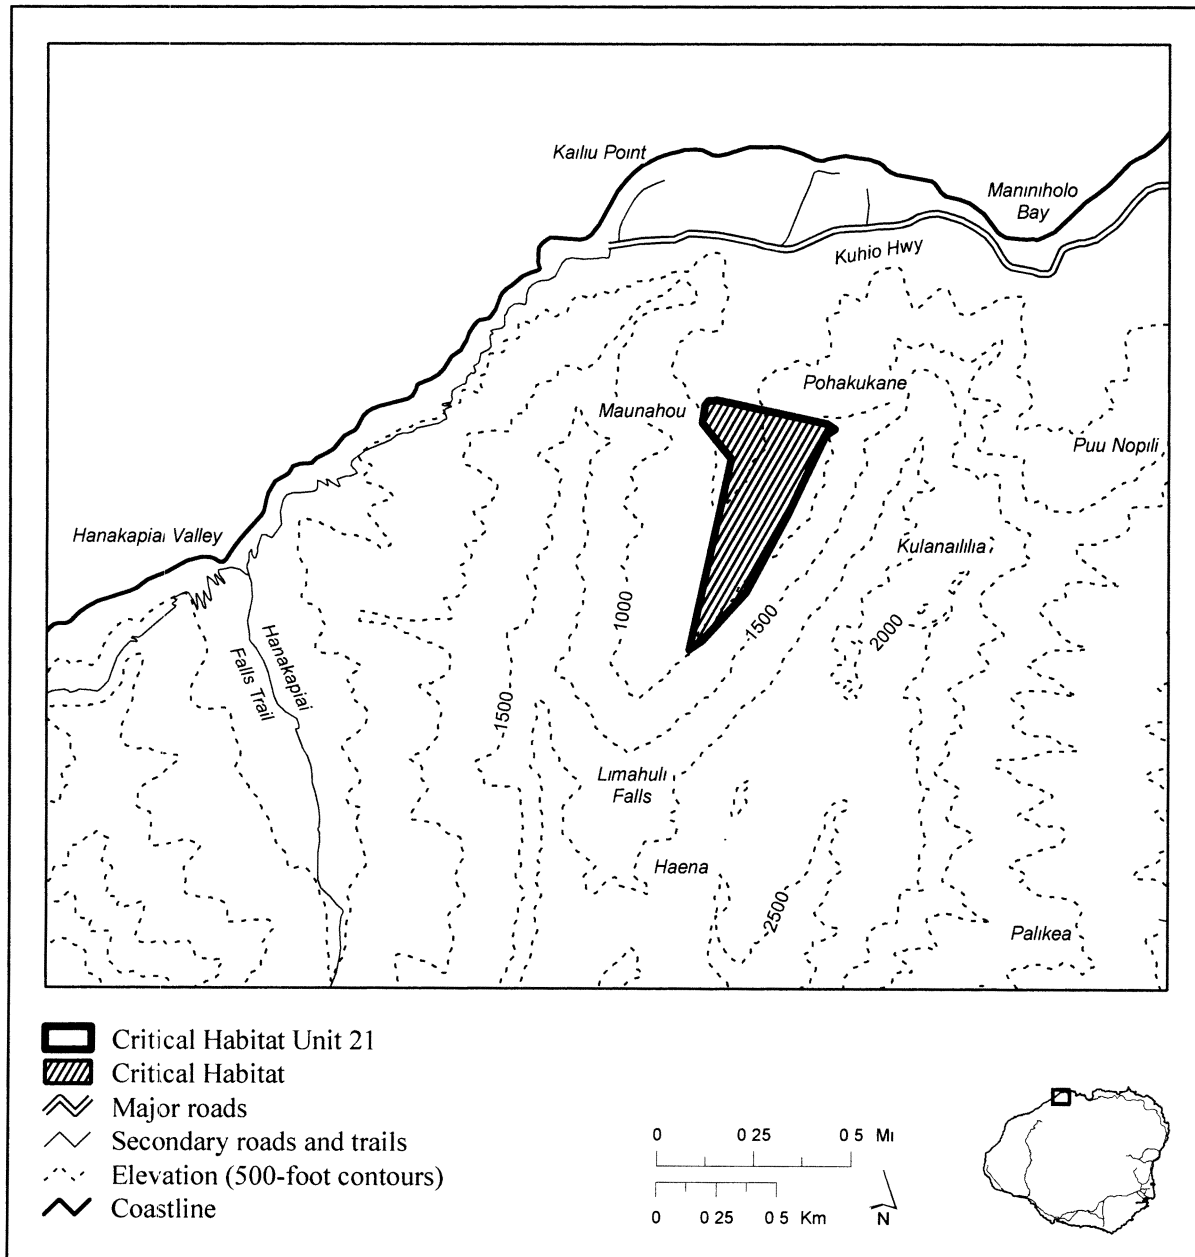 Kailiu Point
Maniniholo
Bay
Kuhio Hwy
Pohakukane
Maunahou
Puu Nopili
Hanakapiai Valley
Kulanaililia
1000
1500
2000
Hanakapiai
Falls Trail
1500
Limahuli
Falls
Haena
2500
Palikea
Critical Habitat Unit 21
Critical Habitat
Major roads
Secondary roads and trails
Elevation (500-foot contours)
Coastline
0 0 25 0 5 Mi
0 0 25 0 5 Km
N